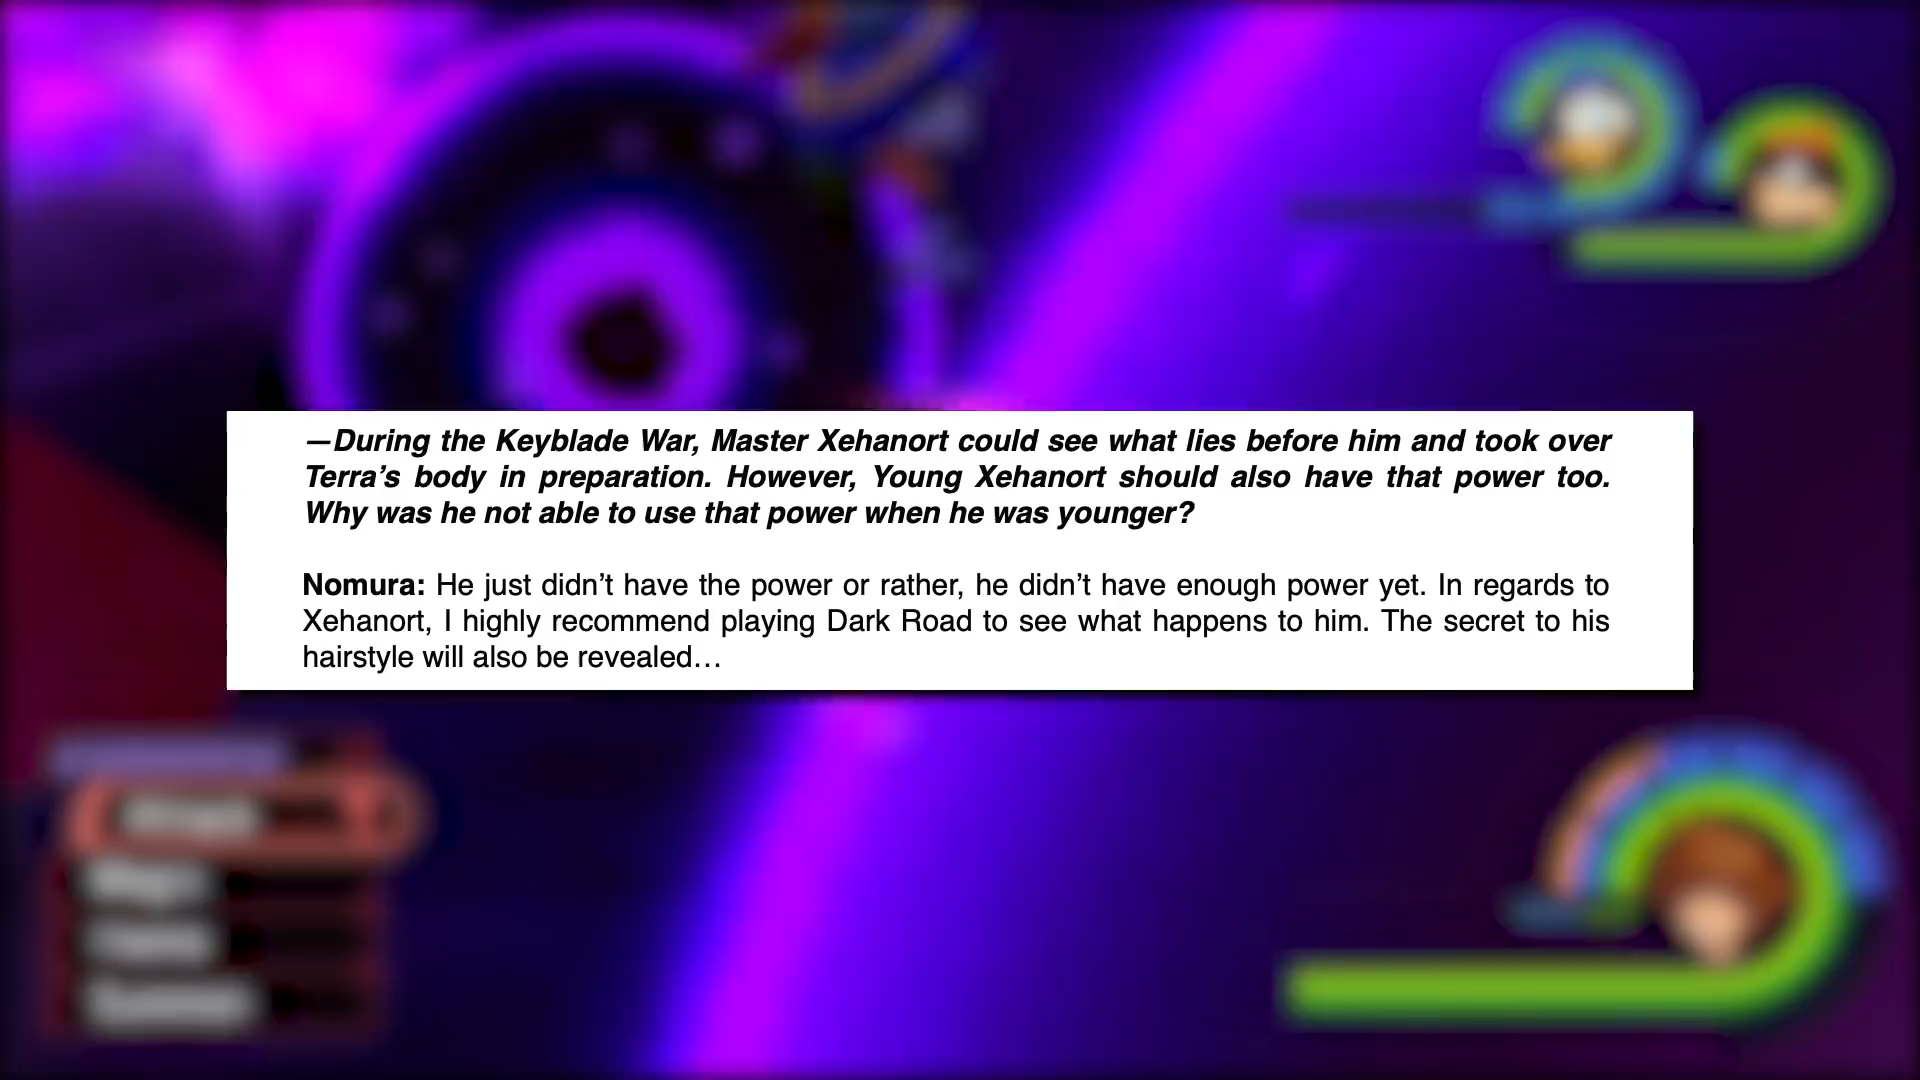 —During the Keyblade War, Master Xehanort could see what lies before him and took over
Terra’s body in preparation. However, Young Xehanort should also have that power too.
Why was he not able to use that power when he was younger?
Nomura: He just didn’t have the power or rather, he didn’t have enough power yet. In regards to
Xehanort, I highly recommend playing Dark Road to see what happens to him. The secret to his
hairstyle will also be revealed…